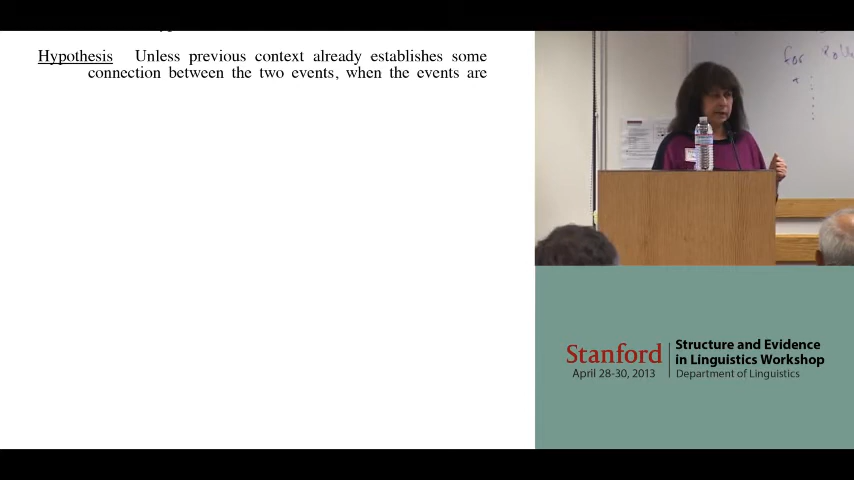 Hypothesis Unless previous context already establishes some
connection between the two events, when the events are
for
Stanford
April 28-30, 2013
Structure and Evidence
in Linguistics Workshop
Department of Linguistics